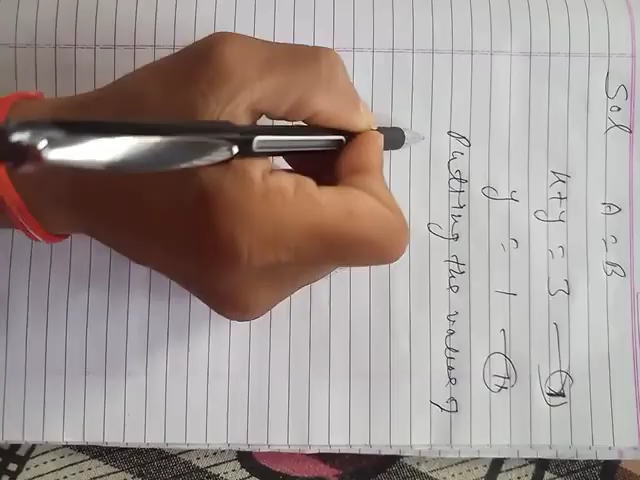 Sol A = B
x+y = 3 — (i)
y = 1 — (ii)
Putting the value of